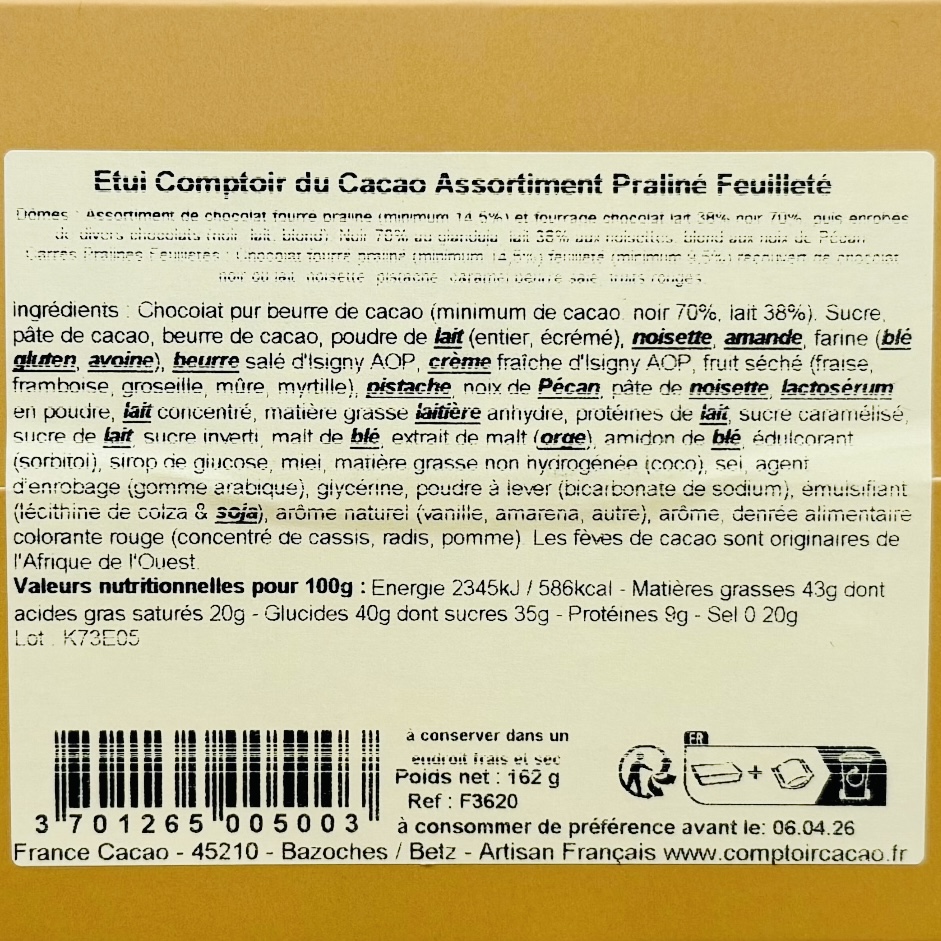 Etui Comptoir du Cacao Assortiment Praliné Feuilleté
Dômes : Assortiment de chocolat fourré praliné (minimum 14,5%) et fourrage chocolat lait 38% noir 70% puis enrobés
de divers chocolats (noir, lait, blond). Noir 70% au gianduja, lait 38% aux noisettes, blond aux noix de Pécan
Carrés Pralinés Feuilletés : Chocolat fourré praliné (minimum 14,5%) feuilleté (minimum 9,5%) recouvert de chocolat
noir ou lait noisette pistache caramel beurre salé fruits rouges.
ingrédients : Chocolat pur beurre de cacao (minimum de cacao noir 70%, lait 38%). Sucre,
pâte de cacao, beurre de cacao, poudre de lait (entier, écrémé), noisette, amande, farine (blé
gluten, avoine), beurre salé d'Isigny AOP, crème fraîche d'Isigny AOP, fruit séché (fraise,
framboise, groseille, mûre, myrtille), pistache, noix de Pécan, pâte de noisette, lactosérum
en poudre, lait concentré, matière grasse laitière anhydre, protéines de lait, sucre caramélisé,
sucre de lait, sucre inverti, malt de blé, extrait de malt (orge), amidon de blé, édulcorant
(sorbitol), sirop de glucose, miel, matière grasse non hydrogénée (coco), sel, agent
d'enrobage (gomme arabique), glycérine, poudre à lever (bicarbonate de sodium), émulsifiant
(lécithine de colza & soja), arôme naturel (vanille, amarena, autre), arôme, denrée alimentaire
colorante rouge (concentré de cassis, radis, pomme). Les fèves de cacao sont originaires de
l'Afrique de l'Ouest.
Valeurs nutritionnelles pour 100g : Energie 2345kJ / 586kcal - Matières grasses 43g dont
acides gras saturés 20g - Glucides 40g dont sucres 35g - Protéines 9g - Sel 0.20g
Lot : K73E05
à conserver dans un
endroit frais et sec
Poids net : 162 g
Ref : F3620
FR
3 701265 005003
à consommer de préférence avant le: 06.04.26
France Cacao - 45210 - Bazoches / Betz - Artisan Français www.comptoircacao.fr